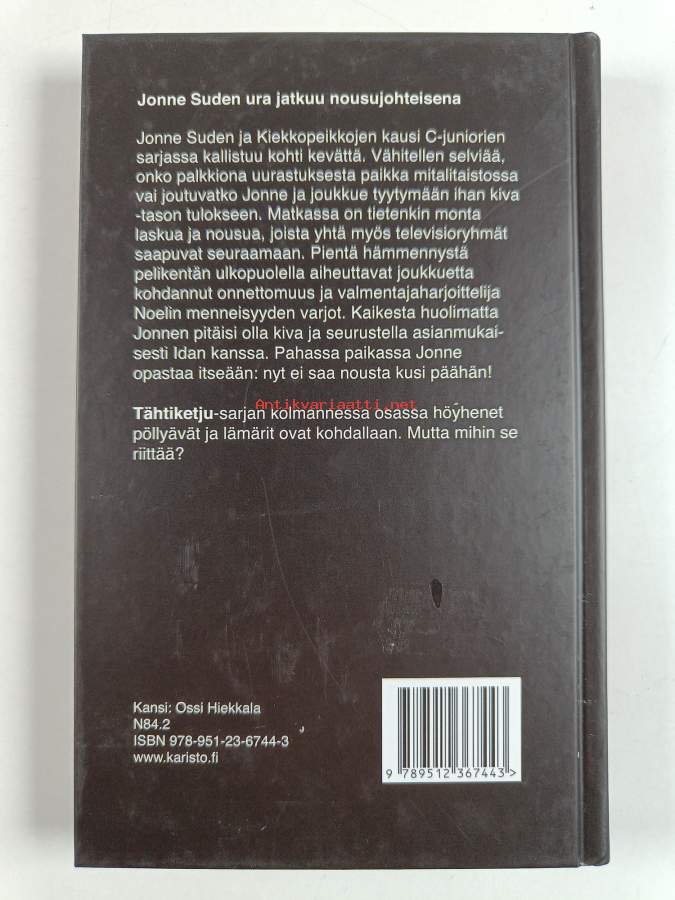 Jonne Suden ura jatkuu nousujohteisena
Jonne Suden ja Kiekkopeikkojen kausi C-juniorien
sarjassa kallistuu kohti kevättä. Vähitellen selviää,
onko palkkiona uurastuksesta paikka mitalitaistossa
vai joutuvatko Jonne ja joukkue tyytymään ihan kiva
-tason tulokseen. Matkassa on tietenkin monta
laskua ja nousua, joista yhtä myös televisioryhmät
saapuvat seuraamaan. Pientä hämmennystä
pelikentän ulkopuolella aiheuttavat joukkuetta
kohdannut onnettomuus ja valmentajaharjoittelija
Noelin menneisyyden varjot. Kaikesta huolimatta
Jonnen pitäisi olla kiva ja seurustella asianmukai-
sesti Idan kanssa. Pahassa paikassa Jonne
opastaa itseään: nyt ei saa nousta kusi päähän!
Antikvariaatti.net
Tähtiketju-sarjan kolmannessa osassa höyhenet
pöllyävät ja lämärit ovat kohdallaan. Mutta mihin se
riittää?
Kansi: Ossi Hiekkala
N84.2
ISBN 978-951-23-6744-3
www.karisto.fi
9 789512 367443 >